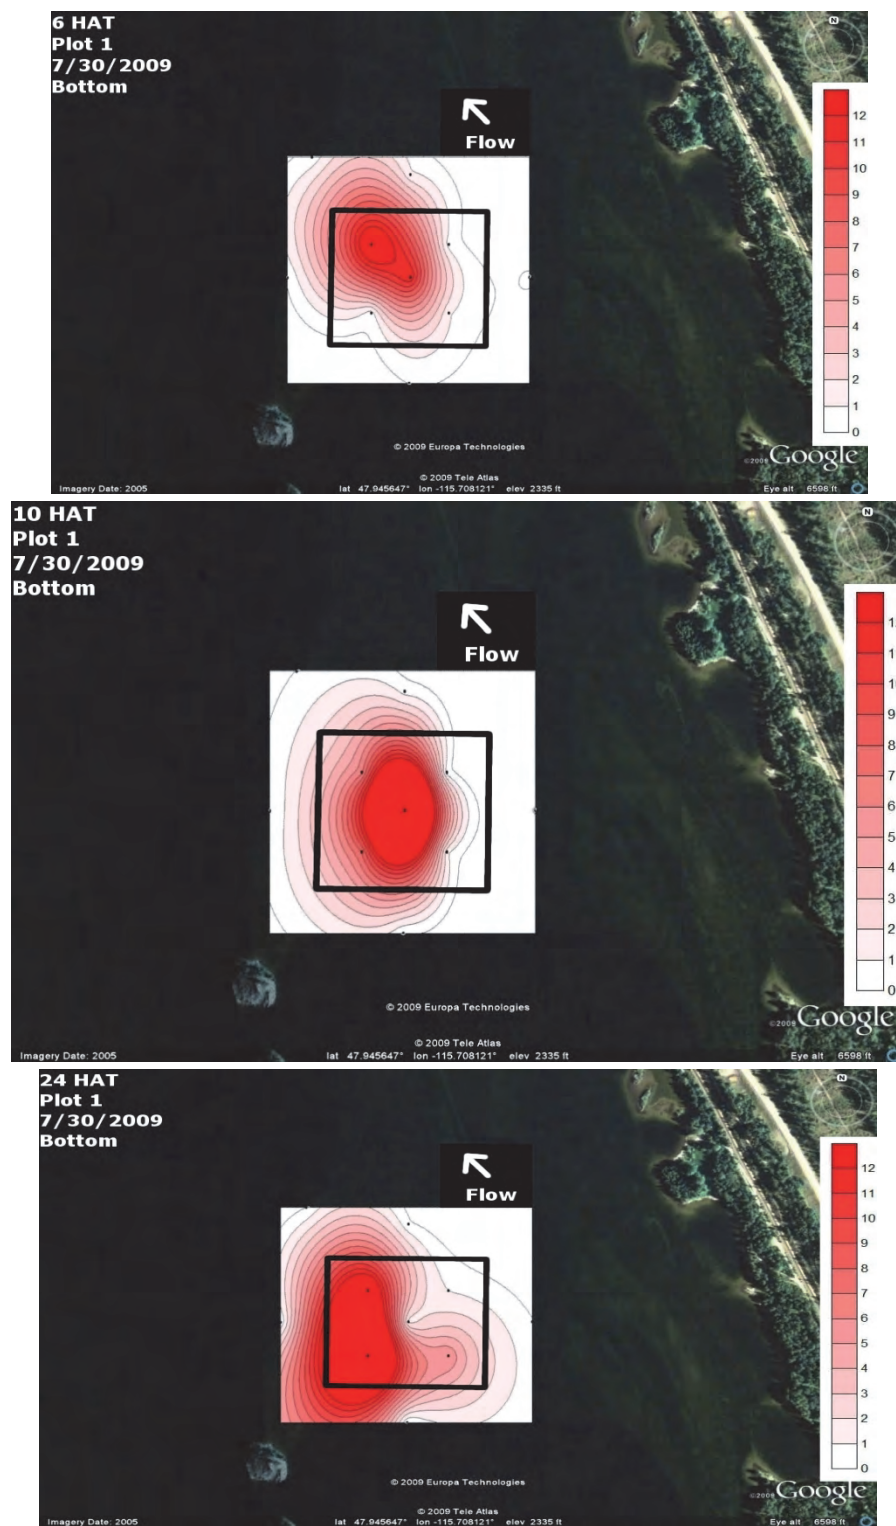 6 HAT
Plot 1
7/30/2009
Bottom
N
Flow
12
11
10
9
8
7
6
5
4
3
2
1
0
© 2009 Europa Technologies
©2009 Google
© 2009 Tele Atlas
Imagery Date: 2005 lat 47.945647° lon -115.708121° elev 2335 ft Eye alt 6598 ft
10 HAT
Plot 1
7/30/2009
Bottom
N
Flow
9
8
7
6
5
4
3
2
1
0
© 2009 Europa Technologies
©2009 Google
© 2009 Tele Atlas
Imagery Date: 2005 lat 47.945647° lon -115.708121° elev 2335 ft Eye alt 6598 ft
24 HAT
Plot 1
7/30/2009
Bottom
N
Flow
12
11
10
9
8
7
6
5
4
3
2
1
0
© 2009 Europa Technologies
©2009 Google
© 2009 Tele Atlas
Imagery Date: 2005 lat 47.945647° lon -115.708121° elev 2335 ft Eye alt 6598 ft